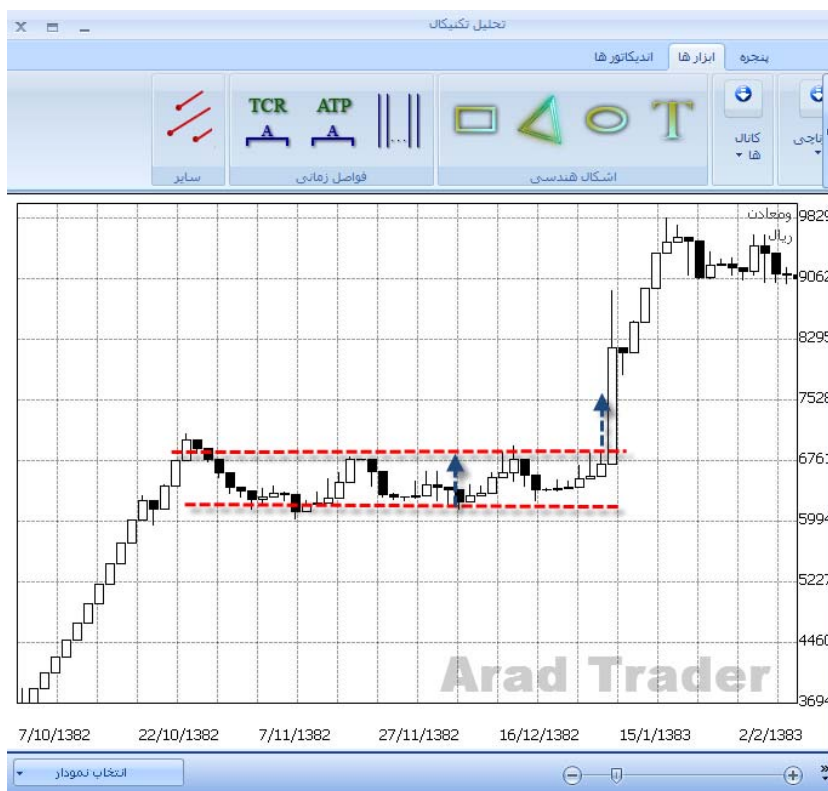 تحلیل تکنیکال
پنجره
ابزار ها
اندیکاتور ها
کانال
ها
T
ATP
A
TCR
A
...
اشکال هندسی
فواصل زمانی
سایر
ومعادن
ریال
9829
9062
8295
7528
6761
5994
5227
4460
3694
Arad Trader
7/10/1382 22/10/1382 7/11/1382 27/11/1382 16/12/1382 15/1/1383 2/2/1383
انتخاب نمودار